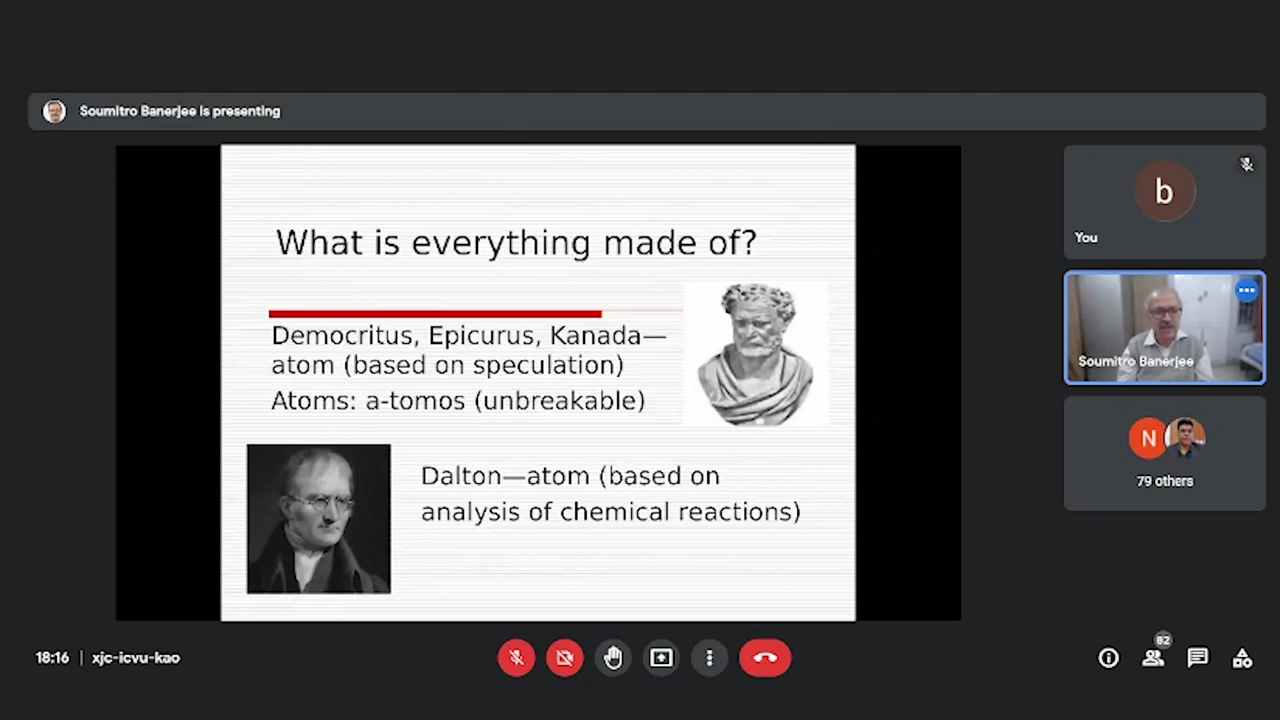 Soumitro Banerjee is presenting
b
You
What is everything made of?
Democritus, Epicurus, Kanada—
atom (based on speculation)
Atoms: a-tomos (unbreakable)
Soumitro Banerjee
N
79 others
Dalton—atom (based on
analysis of chemical reactions)
18:16 | xjc-icvu-kao
82